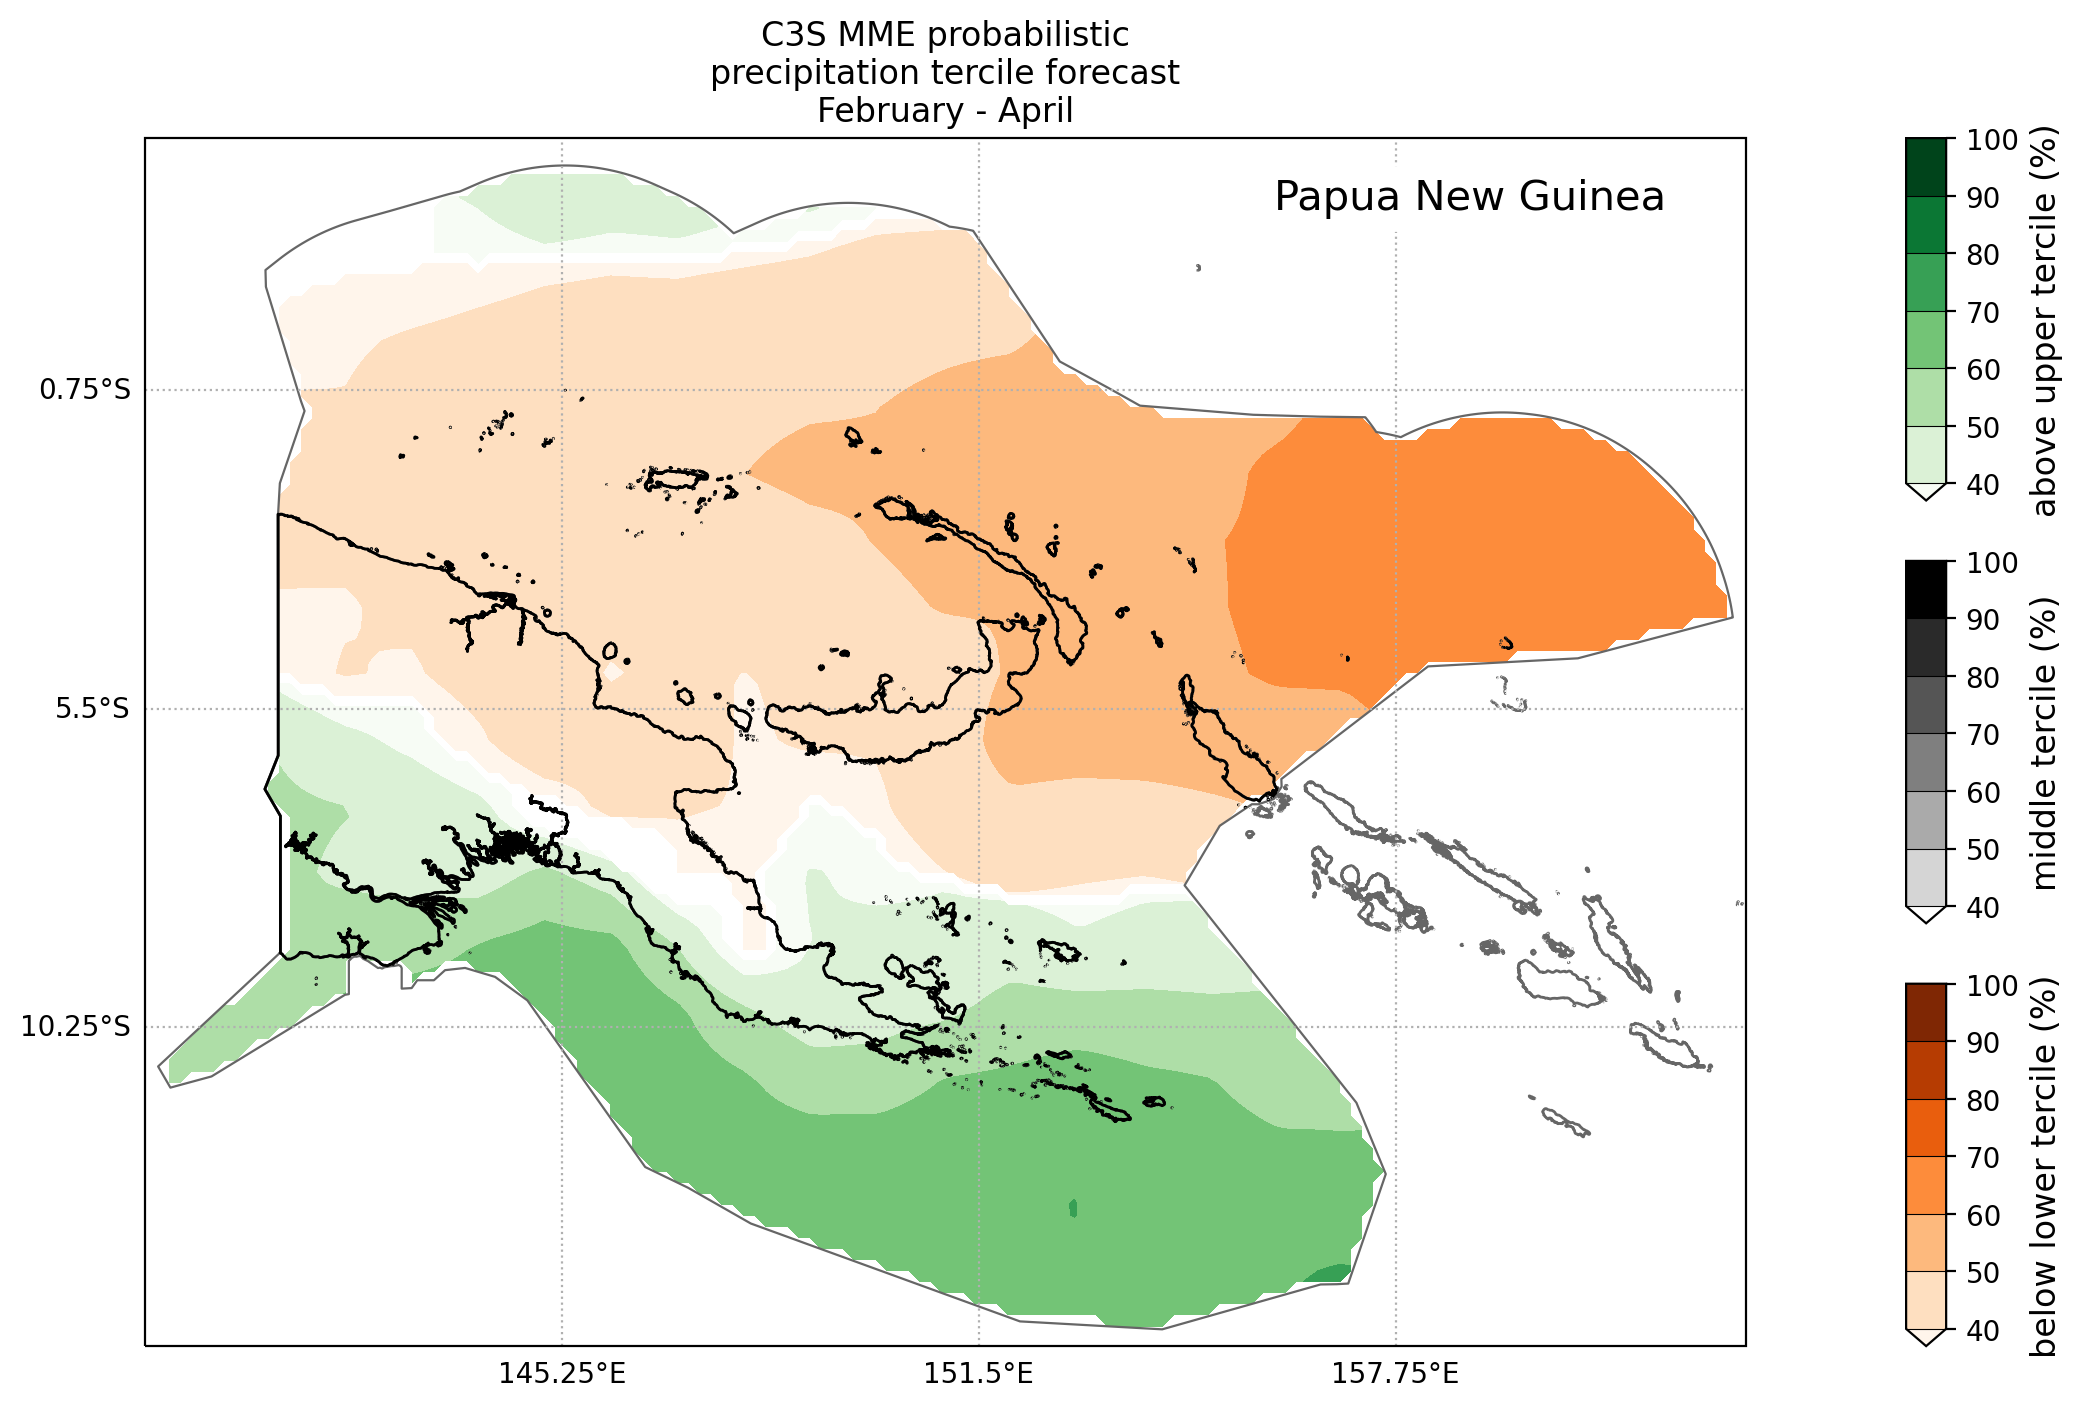 C3S MME probabilistic
precipitation tercile forecast
February - April
Papua New Guinea
0.75°S
5.5°S
10.25°S
145.25°E
151.5°E
157.75°E
100
90
80
70
60
50
40
above upper tercile (%)
100
90
80
70
60
50
40
middle tercile (%)
100
90
80
70
60
50
40
below lower tercile (%)